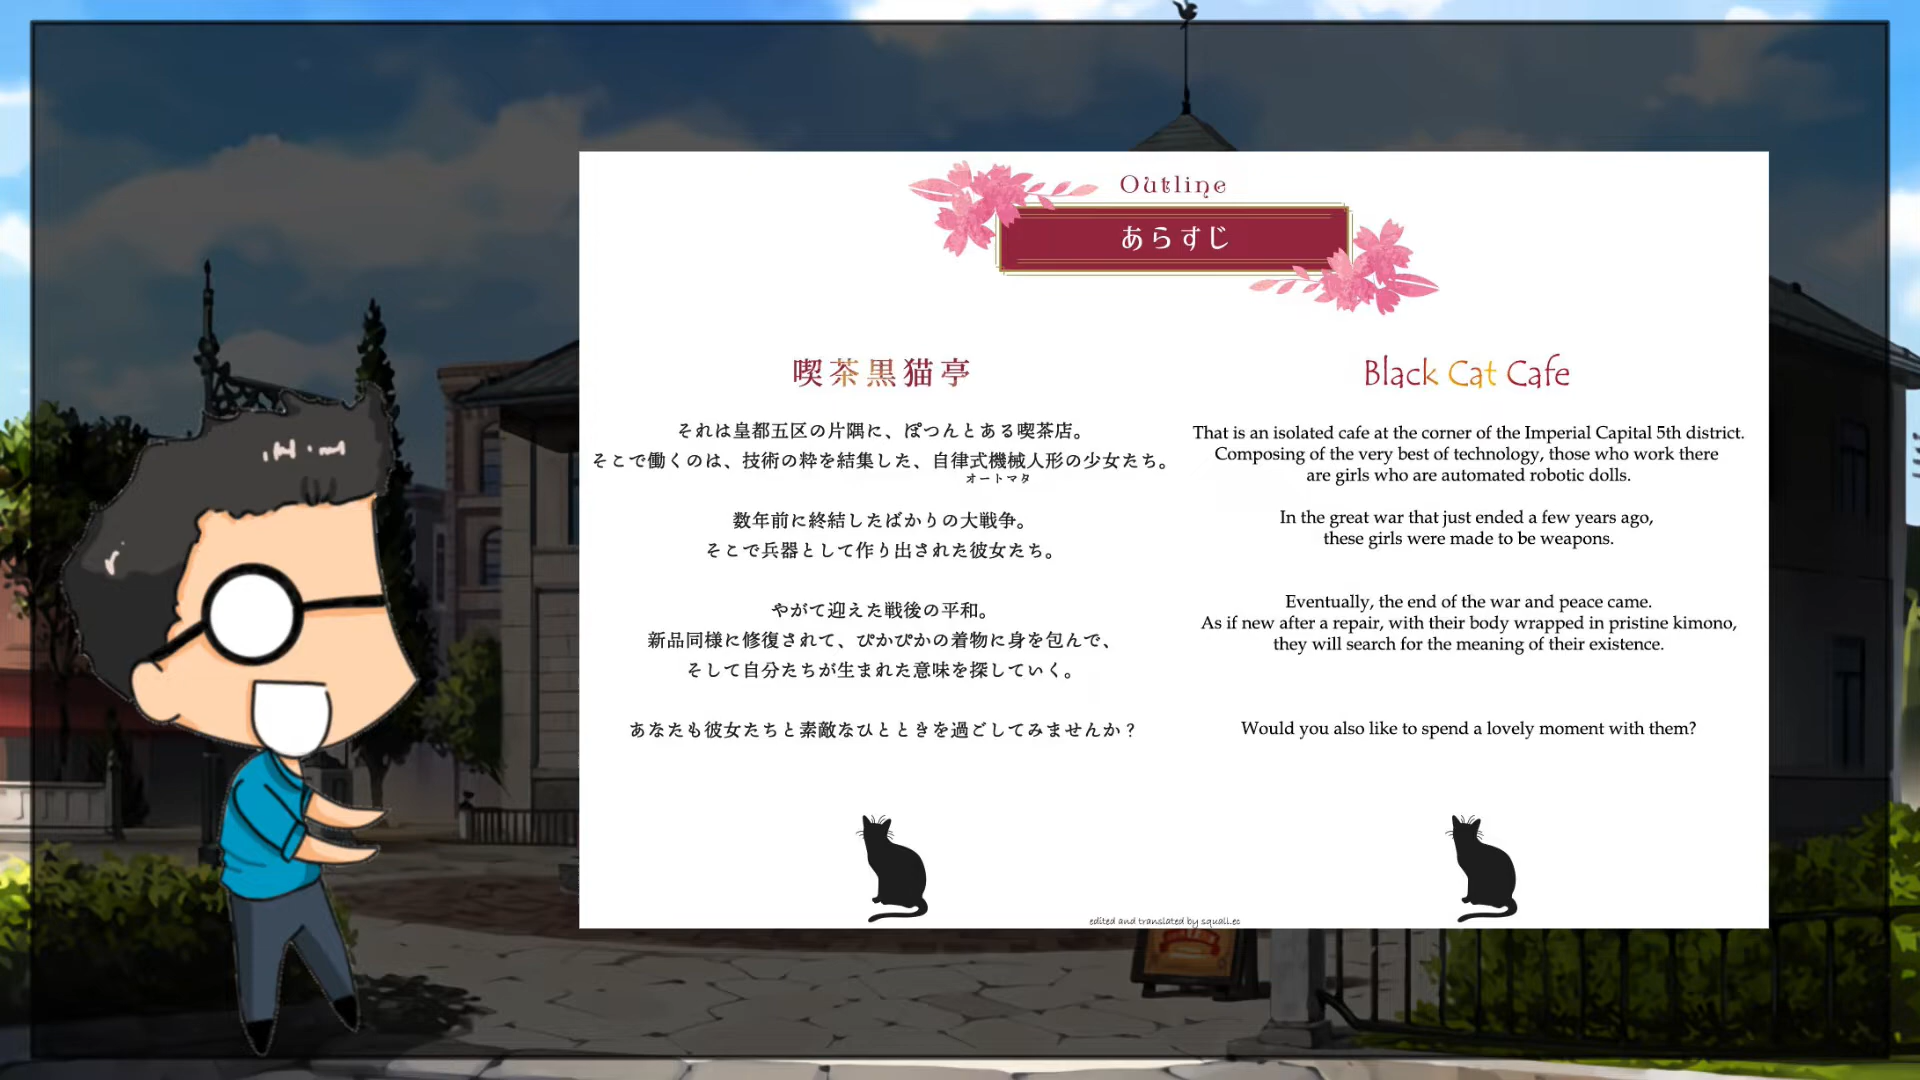 Outline
あらすじ
喫茶黒猫亭
それは皇都五区の片隅に、ぽつんとある喫茶店。
そこで働くのは、技術の粋を結集した、自律式機械人形の少女たち。
オートマタ
数年前に終結したばかりの大戦争。
そこで兵器として作り出された彼女たち。
やがて迎えた戦後の平和。
新品同様に修復されて、ぴかぴかの着物に身を包んで、
そして自分たちが生まれた意味を探していく。
あなたも彼女たちと素敵なひとときを過ごしてみませんか？
Black Cat Cafe
That is an isolated cafe at the corner of the Imperial Capital 5th district.
Composing of the very best of technology, those who work there
are girls who are automated robotic dolls.
In the great war that just ended a few years ago,
these girls were made to be weapons.
Eventually, the end of the war and peace came.
As if new after a repair, with their body wrapped in pristine kimono,
they will search for the meaning of their existence.
Would you also like to spend a lovely moment with them?
edited and translated by squall.ec